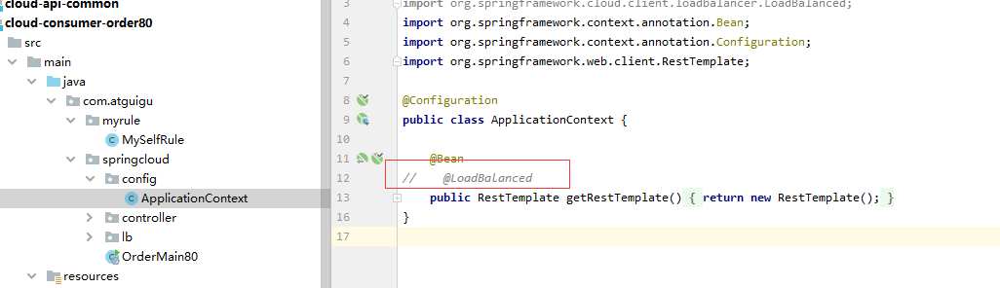 cloud-api-common
cloud-consumer-order80
src
main
java
com.atguigu
myrule
MySelfRule
springcloud
config
ApplicationContext
controller
lb
OrderMain80
resources
3 import org.springframework.cloud.client.loadbalancer.LoadBalanced;
4 import org.springframework.context.annotation.Bean;
5 import org.springframework.context.annotation.Configuration;
6 import org.springframework.web.client.RestTemplate;
7
8 @Configuration
9 public class ApplicationContext {
10
11 @Bean
12 // @LoadBalanced
13 public RestTemplate getRestTemplate() { return new RestTemplate(); }
16 }
17